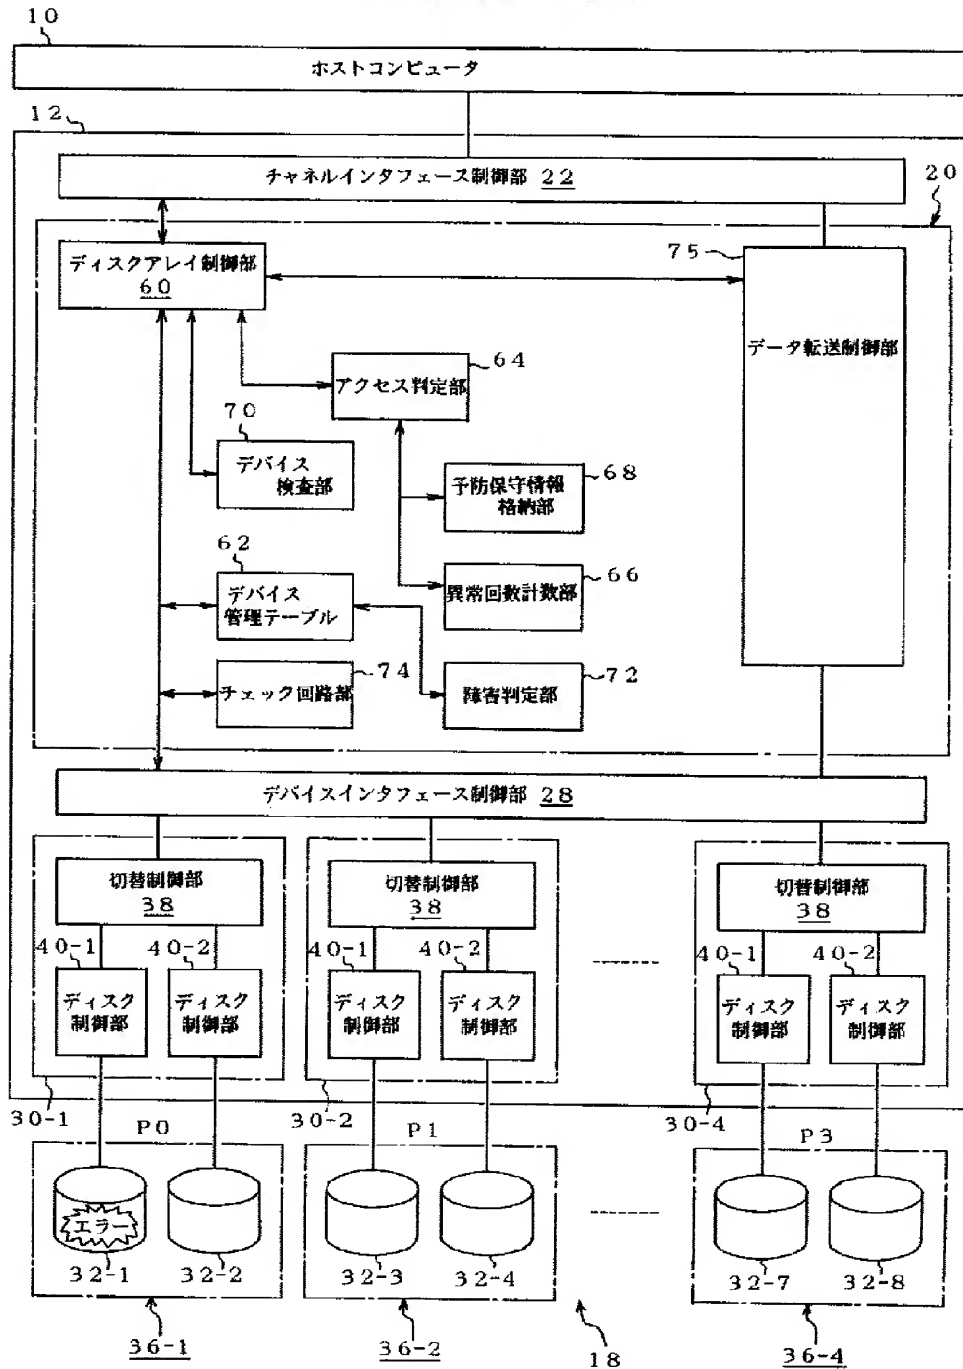 10
ホストコンピュータ
12
チャネルインタフェース制御部 22
20
ディスクアレイ制御部
60
75
データ転送制御部
アクセス判定部
64
70
デバイス
検査部
予防保守情報
格納部
68
62
デバイス
管理テーブル
異常回数計数部
66
チェック回路部
74
障害判定部
72
デバイスインタフェース制御部 28
切替制御部
38
切替制御部
38
切替制御部
38
40-1
40-2
40-1
40-2
40-1
40-2
ディスク
制御部
ディスク
制御部
ディスク
制御部
ディスク
制御部
ディスク
制御部
ディスク
制御部
30-1
30-2
30-4
P0
P1
P3
エラー
32-1
32-2
32-3
32-4
32-7
32-8
36-1
36-2
18
36-4